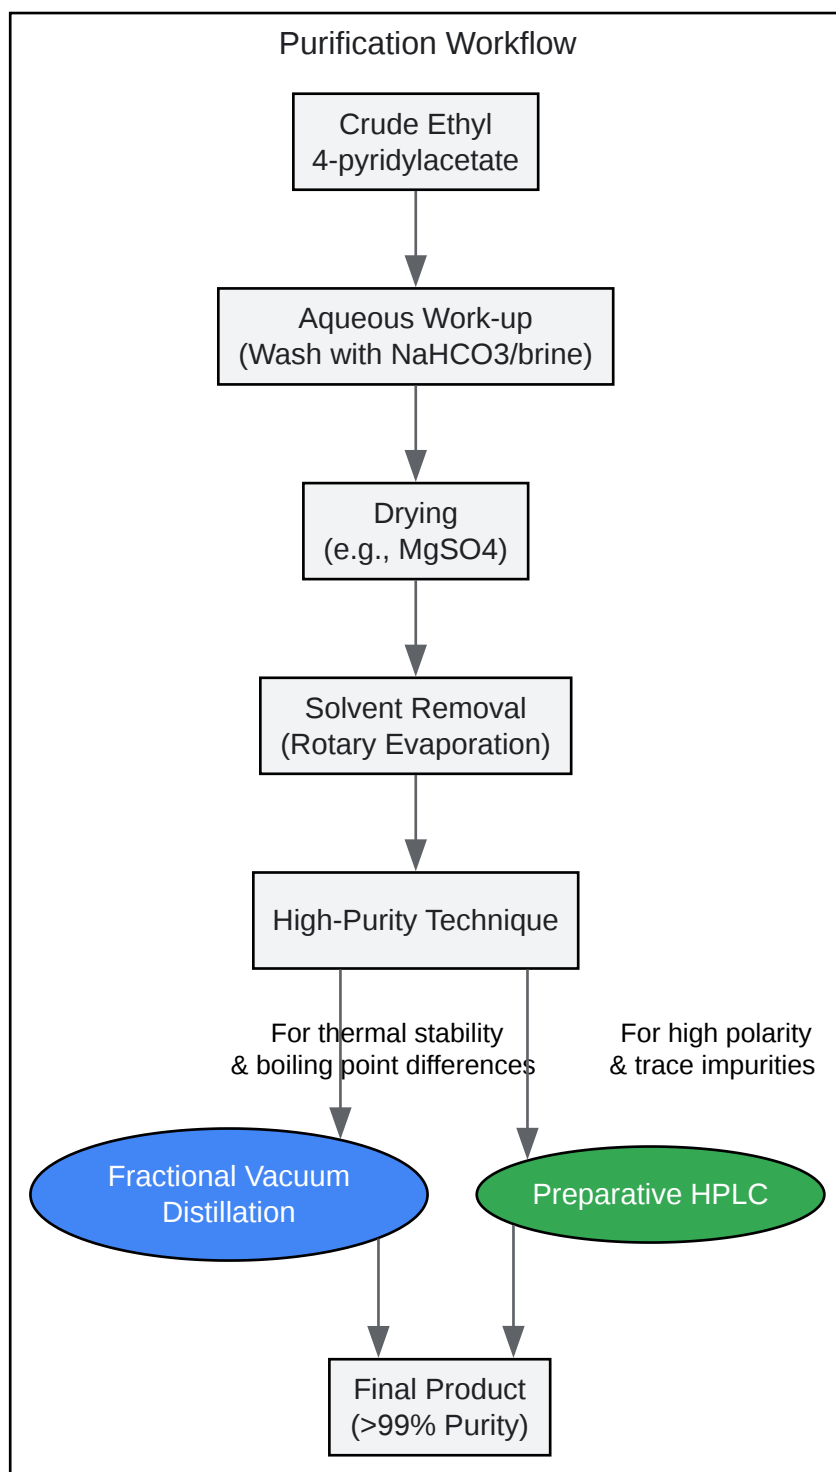 Purification Workflow
Crude Ethyl
4-pyridylacetate
Aqueous Work-up
(Wash with NaHCO3/brine)
Drying
(e.g., MgSO4)
Solvent Removal
(Rotary Evaporation)
High-Purity Technique
For thermal stability
& boiling point differences
For high polarity
& trace impurities
Fractional Vacuum
Distillation
Preparative HPLC
Final Product
(>99% Purity)